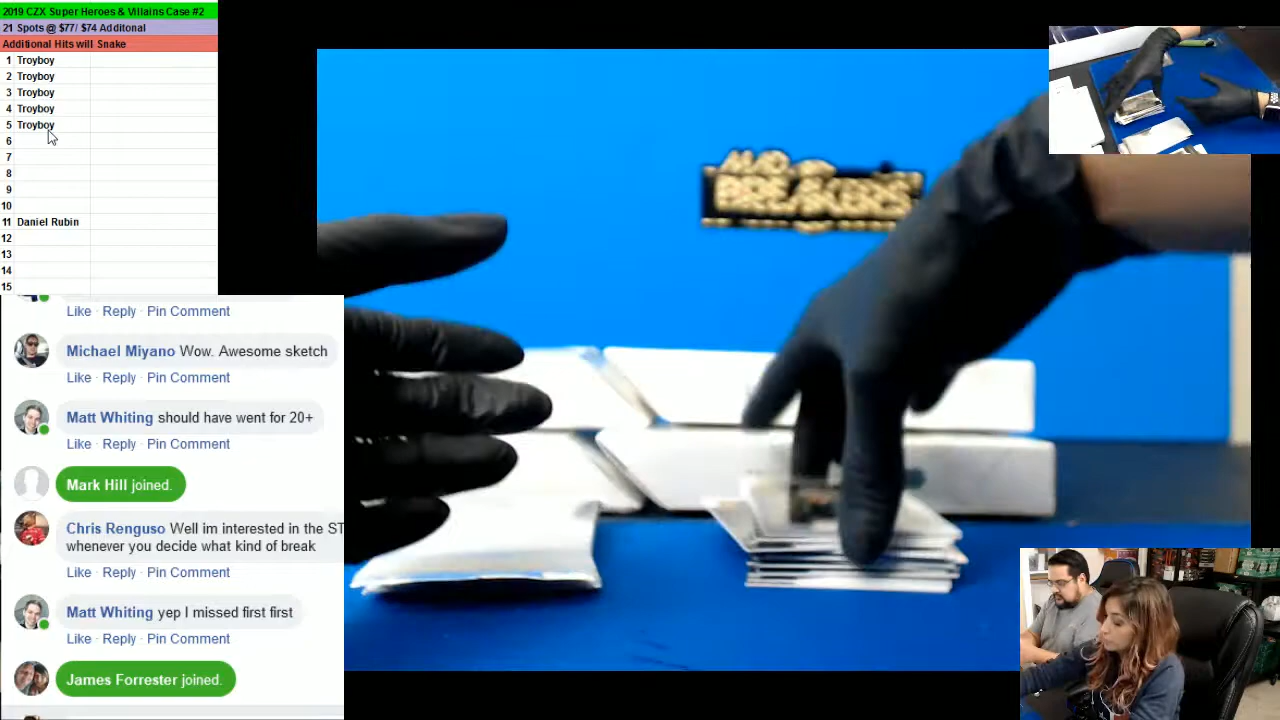 2019 CZX Super Heroes & Villains Case #2
21 Spots @ $77/ $74 Additonal
Additional Hits will Snake
1 Troyboy
2 Troyboy
3 Troyboy
4 Troyboy
5 Troyboy
6
7
8
9
10
11 Daniel Rubin
12
13
14
15
Like · Reply · Pin Comment
Michael Miyano Wow. Awesome sketch
Like · Reply · Pin Comment
Matt Whiting should have went for 20+
Like · Reply · Pin Comment
Mark Hill joined.
Chris Renguso Well im interested in the ST
whenever you decide what kind of break
Like · Reply · Pin Comment
Matt Whiting yep I missed first first
Like · Reply · Pin Comment
James Forrester joined.
BREAKERS